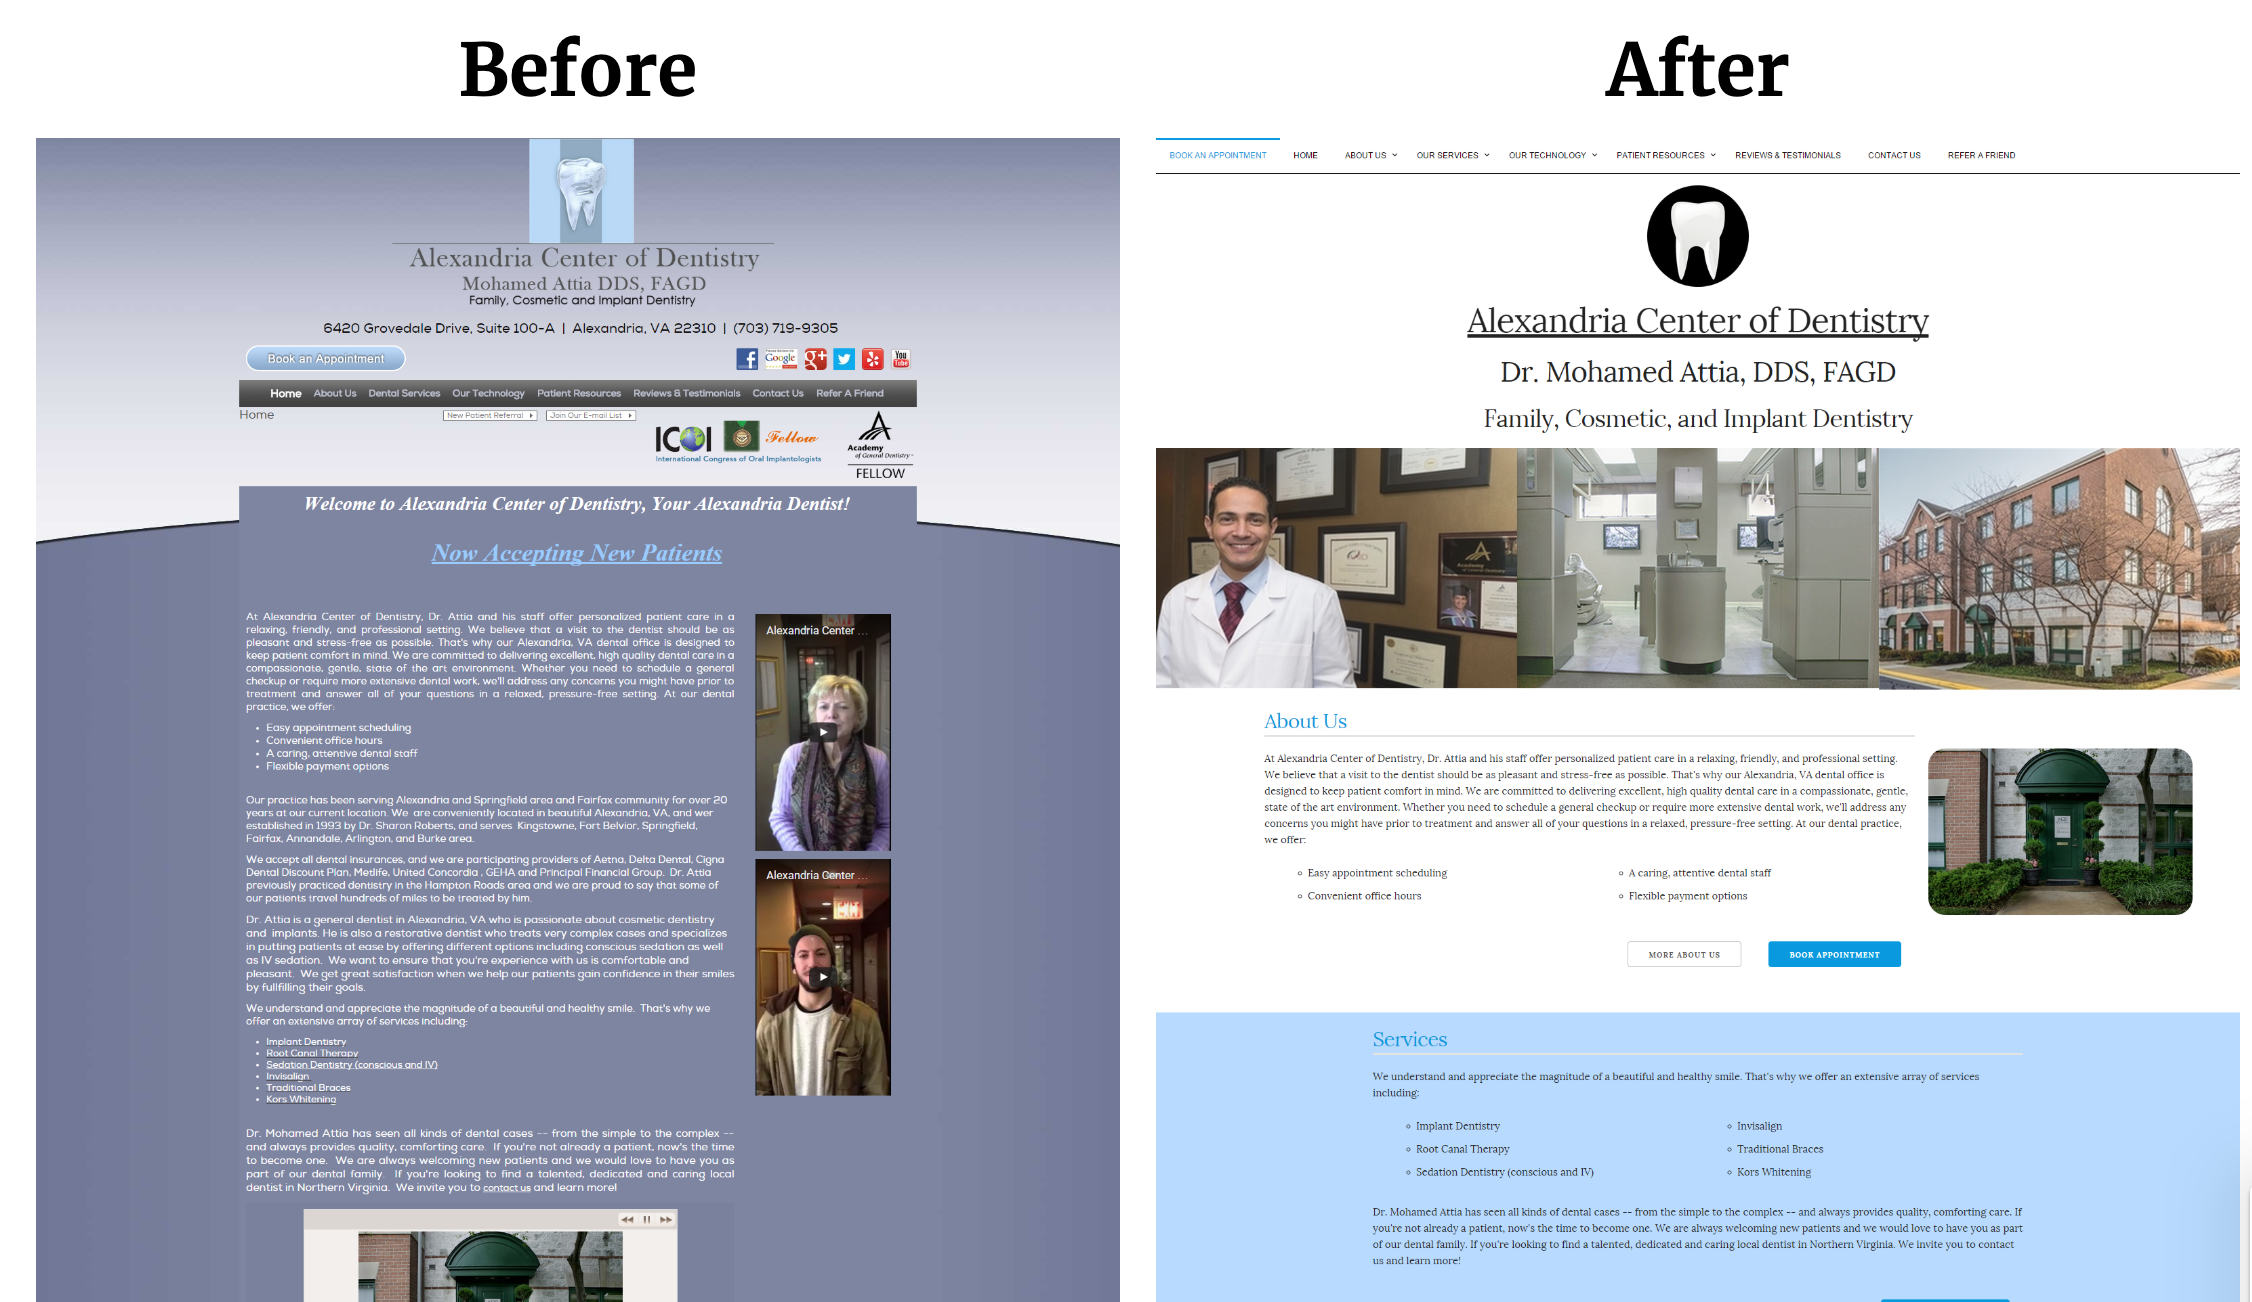 Before
After
Alexandria Center of Dentistry
Mohamed Attia DDS, FAGD
Family, Cosmetic and Implant Dentistry
6420 Grovedale Drive, Suite 100-A | Alexandria, VA 22310 | (703) 719-9305
Book an Appointment
Google
g+
You
Tube
Home About Us Dental Services Our Technology Patient Resources Reviews & Testimonials Contact Us Refer A Friend
Home
New Patient Referral
Join Our E-mail List
ICOI
Fellow
International Congress of Oral Implantologists
Academy
of General Dentistry
FELLOW
Welcome to Alexandria Center of Dentistry, Your Alexandria Dentist!
Now Accepting New Patients
At Alexandria Center of Dentistry, Dr. Attia and his staff offer personalized patient care in a
relaxing, friendly, and professional setting. We believe that a visit to the dentist should be as
pleasant and stress-free as possible. That's why our Alexandria, VA dental office is designed to
keep patient comfort in mind. We are committed to delivering excellent, high quality dental care in a
compassionate, gentle, state of the art environment. Whether you need to schedule a general
checkup or require more extensive dental work, we'll address any concerns you might have prior to
treatment and answer all of your questions in a relaxed, pressure-free setting. At our dental
practice, we offer:
• Easy appointment scheduling
• Convenient office hours
• A caring, attentive dental staff
• Flexible payment options
Our practice has been serving Alexandria and Springfield area and Fairfax community for over 20
years at our current location. We are conveniently located in beautiful Alexandria, VA, and wer
established in 1993 by Dr. Sharon Roberts, and serves Kingstowne, Fort Belvior, Springfield,
Fairfax, Annandale, Arlington, and Burke area.
We accept all dental insurances, and we are participating providers of Aetna, Delta Dental, Cigna
Dental Discount Plan, Metlife, United Concordia , GEHA and Principal Financial Group. Dr. Attia
previously practiced dentistry in the Hampton Roads area and we are proud to say that some of
our patients travel hundreds of miles to be treated by him.
Dr. Attia is a general dentist in Alexandria, VA who is passionate about cosmetic dentistry
and implants. He is also a restorative dentist who treats very complex cases and specializes
in putting patients at ease by offering different options including conscious sedation as well
as IV sedation. We want to ensure that you're experience with us is comfortable and
pleasant. We get great satisfaction when we help our patients gain confidence in their smiles
by fullfilling their goals.
We understand and appreciate the magnitude of a beautiful and healthy smile. That's why we
offer an extensive array of services including:
• Implant Dentistry
• Root Canal Therapy
• Sedation Dentistry (conscious and IV)
• Invisalign
• Traditional Braces
• Kors Whitening
Dr. Mohamed Attia has seen all kinds of dental cases -- from the simple to the complex --
and always provides quality, comforting care. If you're not already a patient, now's the time
to become one. We are always welcoming new patients and we would love to have you as
part of our dental family. If you're looking to find a talented, dedicated and caring local
dentist in Northern Virginia. We invite you to contact us and learn more!
Alexandria Center ...
Alexandria Center ...
EXIT
BOOK AN APPOINTMENT HOME ABOUT US OUR SERVICES OUR TECHNOLOGY PATIENT RESOURCES REVIEWS & TESTIMONIALS CONTACT US REFER A FRIEND
Alexandria Center of Dentistry
Dr. Mohamed Attia, DDS, FAGD
Family, Cosmetic, and Implant Dentistry
Academy
About Us
At Alexandria Center of Dentistry, Dr. Attia and his staff offer personalized patient care in a relaxing, friendly, and professional setting.
We believe that a visit to the dentist should be as pleasant and stress-free as possible. That's why our Alexandria, VA dental office is
designed to keep patient comfort in mind. We are committed to delivering excellent, high quality dental care in a compassionate, gentle,
state of the art environment. Whether you need to schedule a general checkup or require more extensive dental work, we'll address any
concerns you might have prior to treatment and answer all of your questions in a relaxed, pressure-free setting. At our dental practice,
we offer:
Easy appointment scheduling
Convenient office hours
A caring, attentive dental staff
Flexible payment options
MORE ABOUT US
BOOK APPOINTMENT
Services
We understand and appreciate the magnitude of a beautiful and healthy smile. That's why we offer an extensive array of services
including:
Implant Dentistry
Root Canal Therapy
Sedation Dentistry (conscious and IV)
Invisalign
Traditional Braces
Kors Whitening
Dr. Mohamed Attia has seen all kinds of dental cases -- from the simple to the complex -- and always provides quality, comforting care. If
you're not already a patient, now's the time to become one. We are always welcoming new patients and we would love to have you as part
of our dental family. If you're looking to find a talented, dedicated and caring local dentist in Northern Virginia. We invite you to contact
us and learn more!